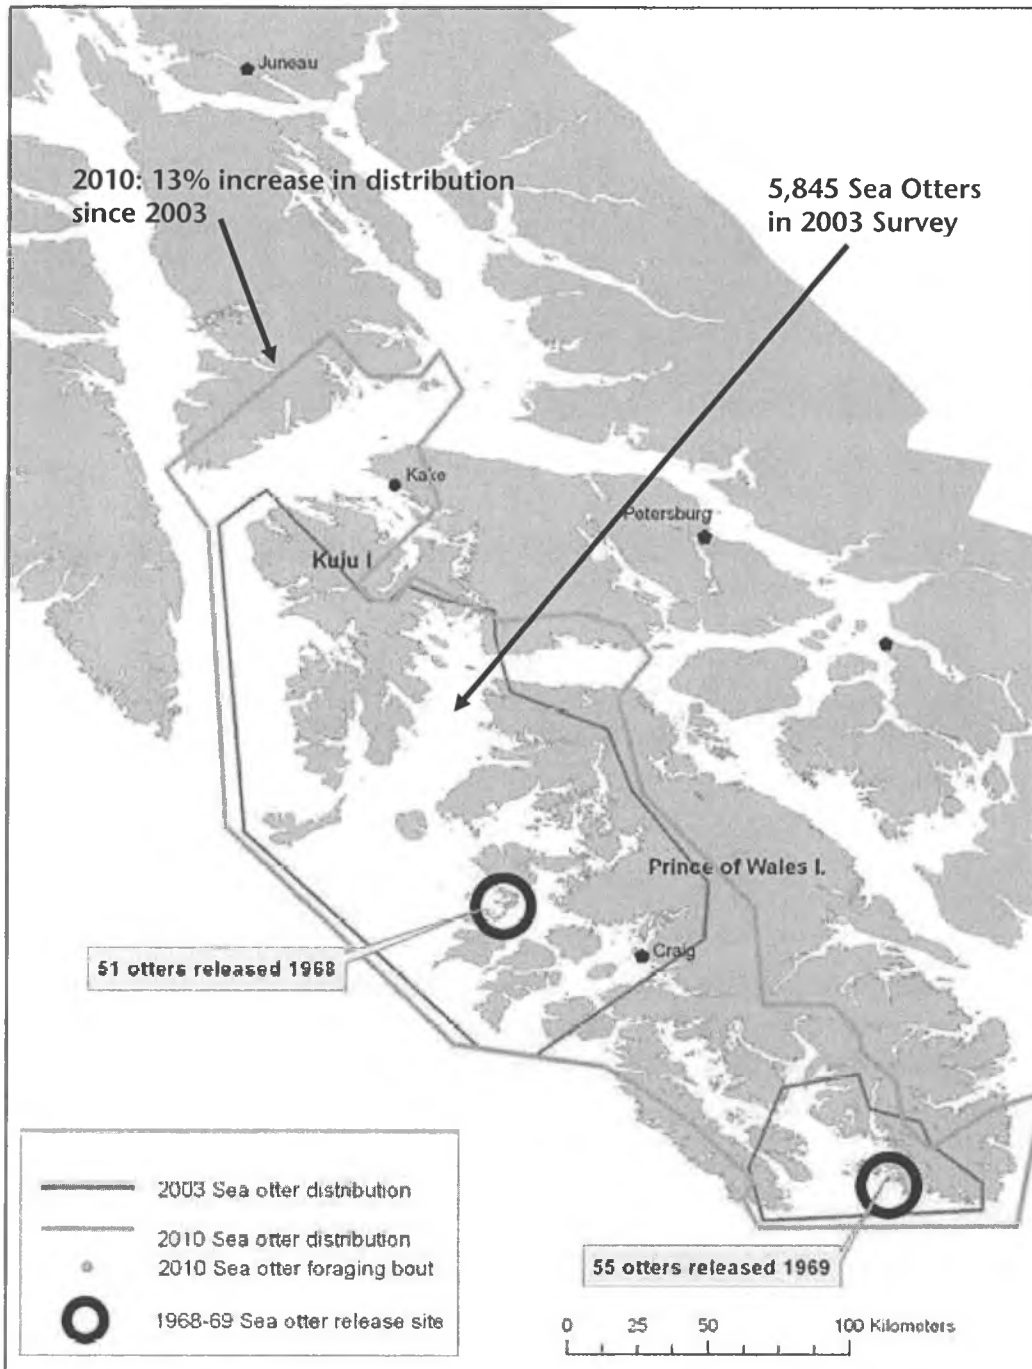 Juneau
2010: 13% increase in distribution
since 2003
5,845 Sea Otters
in 2003 Survey
Kake
Petersburg
Kuju I
Prince of Wales I.
51 otters released 1968
Craig
2003 Sea otter distribution
2010 Sea otter distribution
2010 Sea otter foraging bout
1968-69 Sea otter release site
55 otters released 1969
0 25 50 100 Kilometers